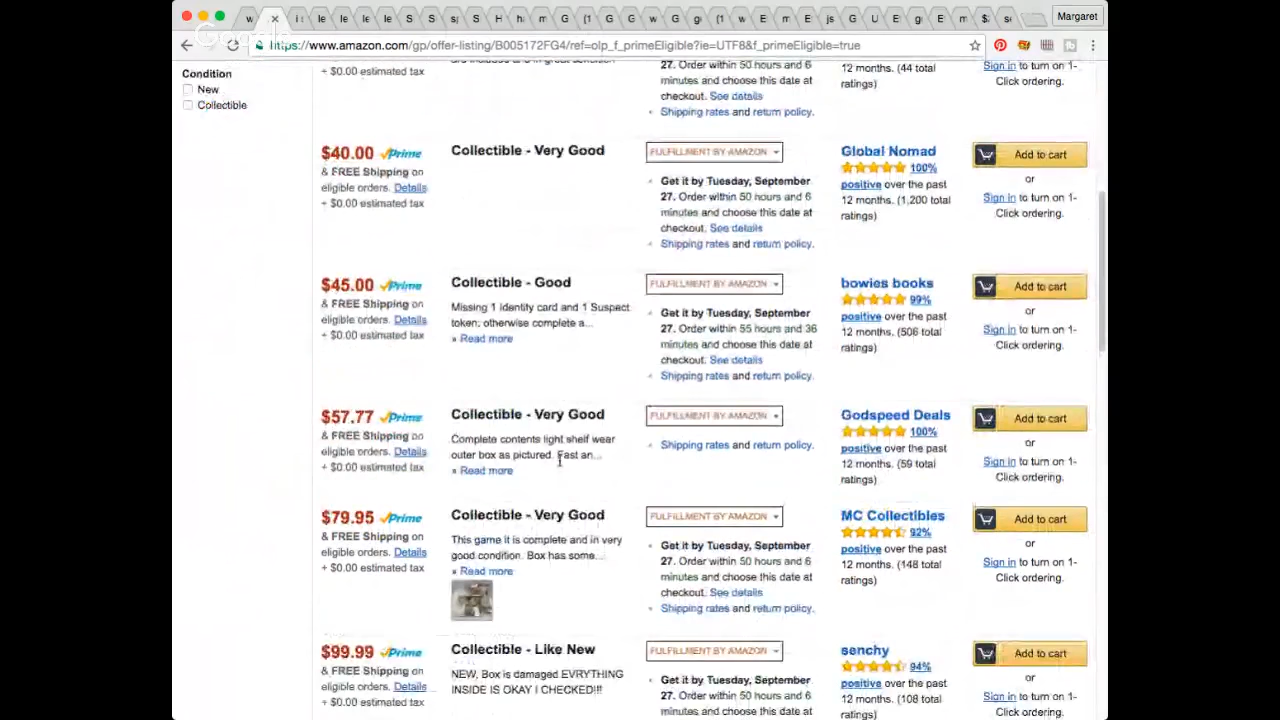 w i s le le le le S S sp S H h m G (1 G C w G gi (1 w E m E js G U E gi E m $: se
Margaret
Google
https://www.amazon.com/gp/offer-listing/B005172FG4/ref=olp_f_primeEligible?ie=UTF8&f_primeEligible=true
Condition
New
Collectible
+ $0.00 estimated tax
27. Order within 50 hours and 6
minutes and choose this date at
checkout. See details
Shipping rates and return policy.
12 months. (44 total
ratings)
Sign in to turn on 1-
Click ordering.
$40.00 Prime
& FREE Shipping on
eligible orders. Details
+ $0.00 estimated tax
Collectible - Very Good
FULFILLMENT BY AMAZON
Get it by Tuesday, September
27. Order within 50 hours and 6
minutes and choose this date at
checkout. See details
Shipping rates and return policy.
Global Nomad
100%
positive over the past
12 months. (1,200 total
ratings)
Add to cart
or
Sign in to turn on 1-
Click ordering.
$45.00 Prime
& FREE Shipping on
eligible orders. Details
+ $0.00 estimated tax
Collectible - Good
Missing 1 Identity card and 1 Suspect
token; otherwise complete a...
» Read more
FULFILLMENT BY AMAZON
Get it by Tuesday, September
27. Order within 55 hours and 36
minutes and choose this date at
checkout. See details
Shipping rates and return policy.
bowies books
99%
positive over the past
12 months. (506 total
ratings)
Add to cart
or
Sign in to turn on 1-
Click ordering.
$57.77 Prime
& FREE Shipping on
eligible orders. Details
+ $0.00 estimated tax
Collectible - Very Good
Complete contents light shelf wear
outer box as pictured. Fast an...
» Read more
FULFILLMENT BY AMAZON
Shipping rates and return policy.
Godspeed Deals
100%
positive over the past
12 months. (59 total
ratings)
Add to cart
or
Sign in to turn on 1-
Click ordering.
$79.95 Prime
& FREE Shipping on
eligible orders. Details
+ $0.00 estimated tax
Collectible - Very Good
This game it is complete and in very
good condition. Box has some...
» Read more
FULFILLMENT BY AMAZON
Get it by Tuesday, September
27. Order within 50 hours and 6
minutes and choose this date at
checkout. See details
Shipping rates and return policy.
MC Collectibles
92%
positive over the past
12 months. (148 total
ratings)
Add to cart
or
Sign in to turn on 1-
Click ordering.
$99.99 Prime
& FREE Shipping on
eligible orders. Details
+ $0.00 estimated tax
Collectible - Like New
NEW, Box is damaged EVRYTHING
INSIDE IS OKAY I CHECKED!!!
FULFILLMENT BY AMAZON
Get it by Tuesday, September
27. Order within 50 hours and 6
minutes and choose this date at
senchy
94%
positive over the past
12 months. (108 total
ratings)
Add to cart
or
Sign in to turn on 1-
Click ordering.